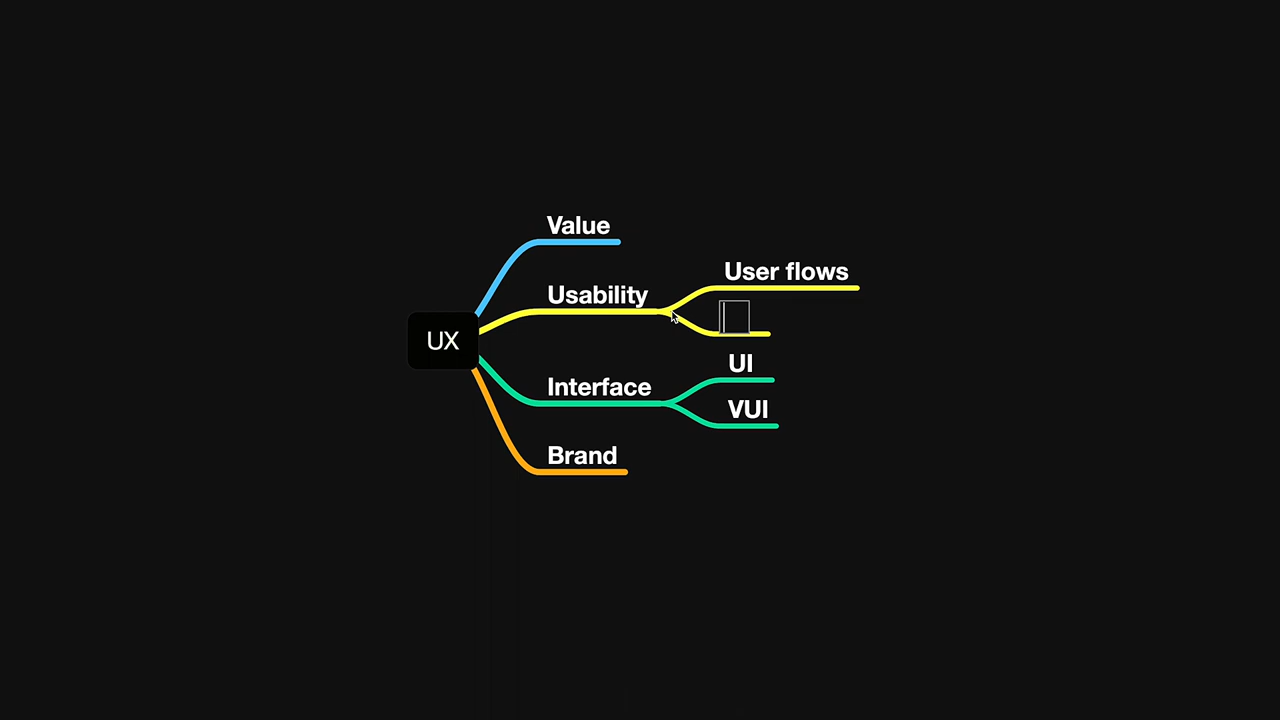 Value
User flows
Usability
UX
UI
Interface
VUI
Brand